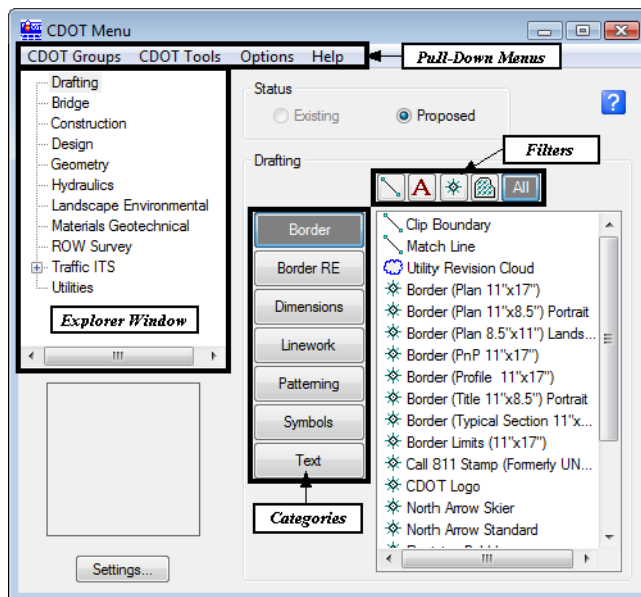 CDOT Menu
CDOT Groups CDOT Tools Options Help
Pull-Down Menus
Drafting
Bridge
Construction
Design
Geometry
Hydraulics
Landscape Environmental
Materials Geotechnical
ROW Survey
Traffic ITS
Utilities
Explorer Window
Settings...
Status
Existing
Proposed
?
Filters
Drafting
A
All
Border
Border RE
Dimensions
Linework
Patterning
Symbols
Text
Categories
Clip Boundary
Match Line
Utility Revision Cloud
Border (Plan 11"x17")
Border (Plan 11"x8.5") Portrait
Border (Plan 8.5"x11") Lands...
Border (PnP 11"x17")
Border (Profile 11"x17")
Border (Title 11"x8.5") Portrait
Border (Typical Section 11"x...
Border Limits (11"x17")
Call 811 Stamp (Formerly UN...
CDOT Logo
North Arrow Skier
North Arrow Standard